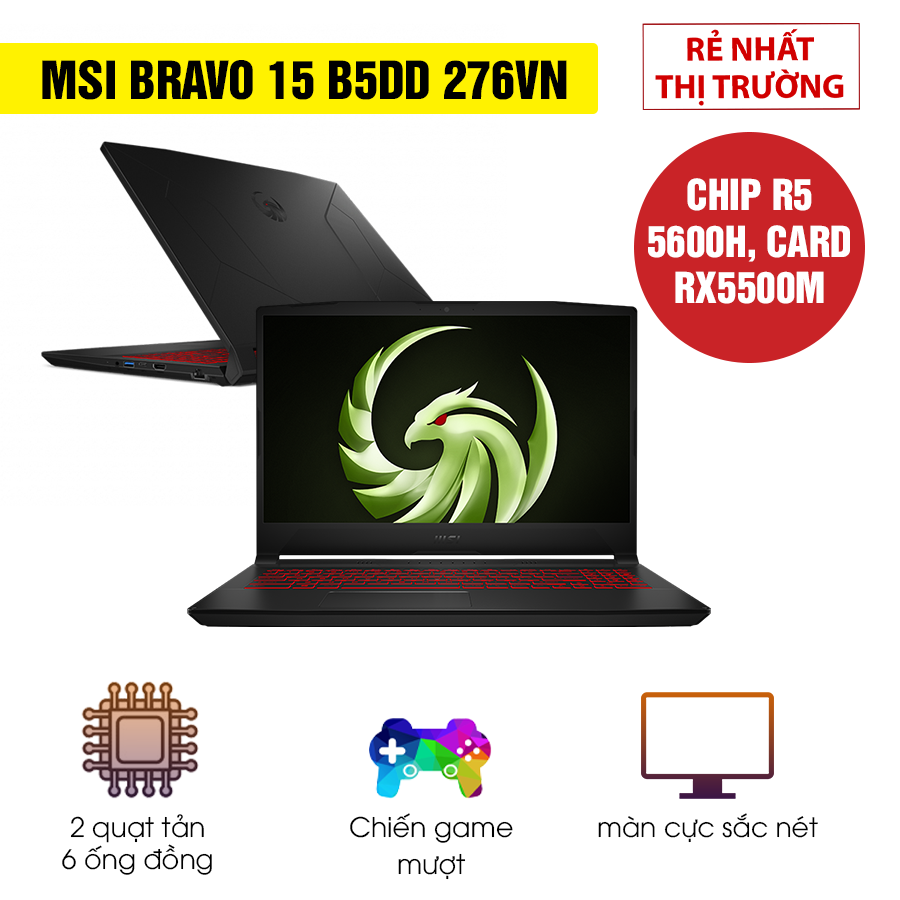 MSI BRAVO 15 B5DD 276VN
RẺ NHẤT
THỊ TRƯỜNG
CHIP R5
5600H, CARD
RX5500M
msi
2 quạt tản
6 ống đồng
Chiến game
mượt
màn cực sắc nét